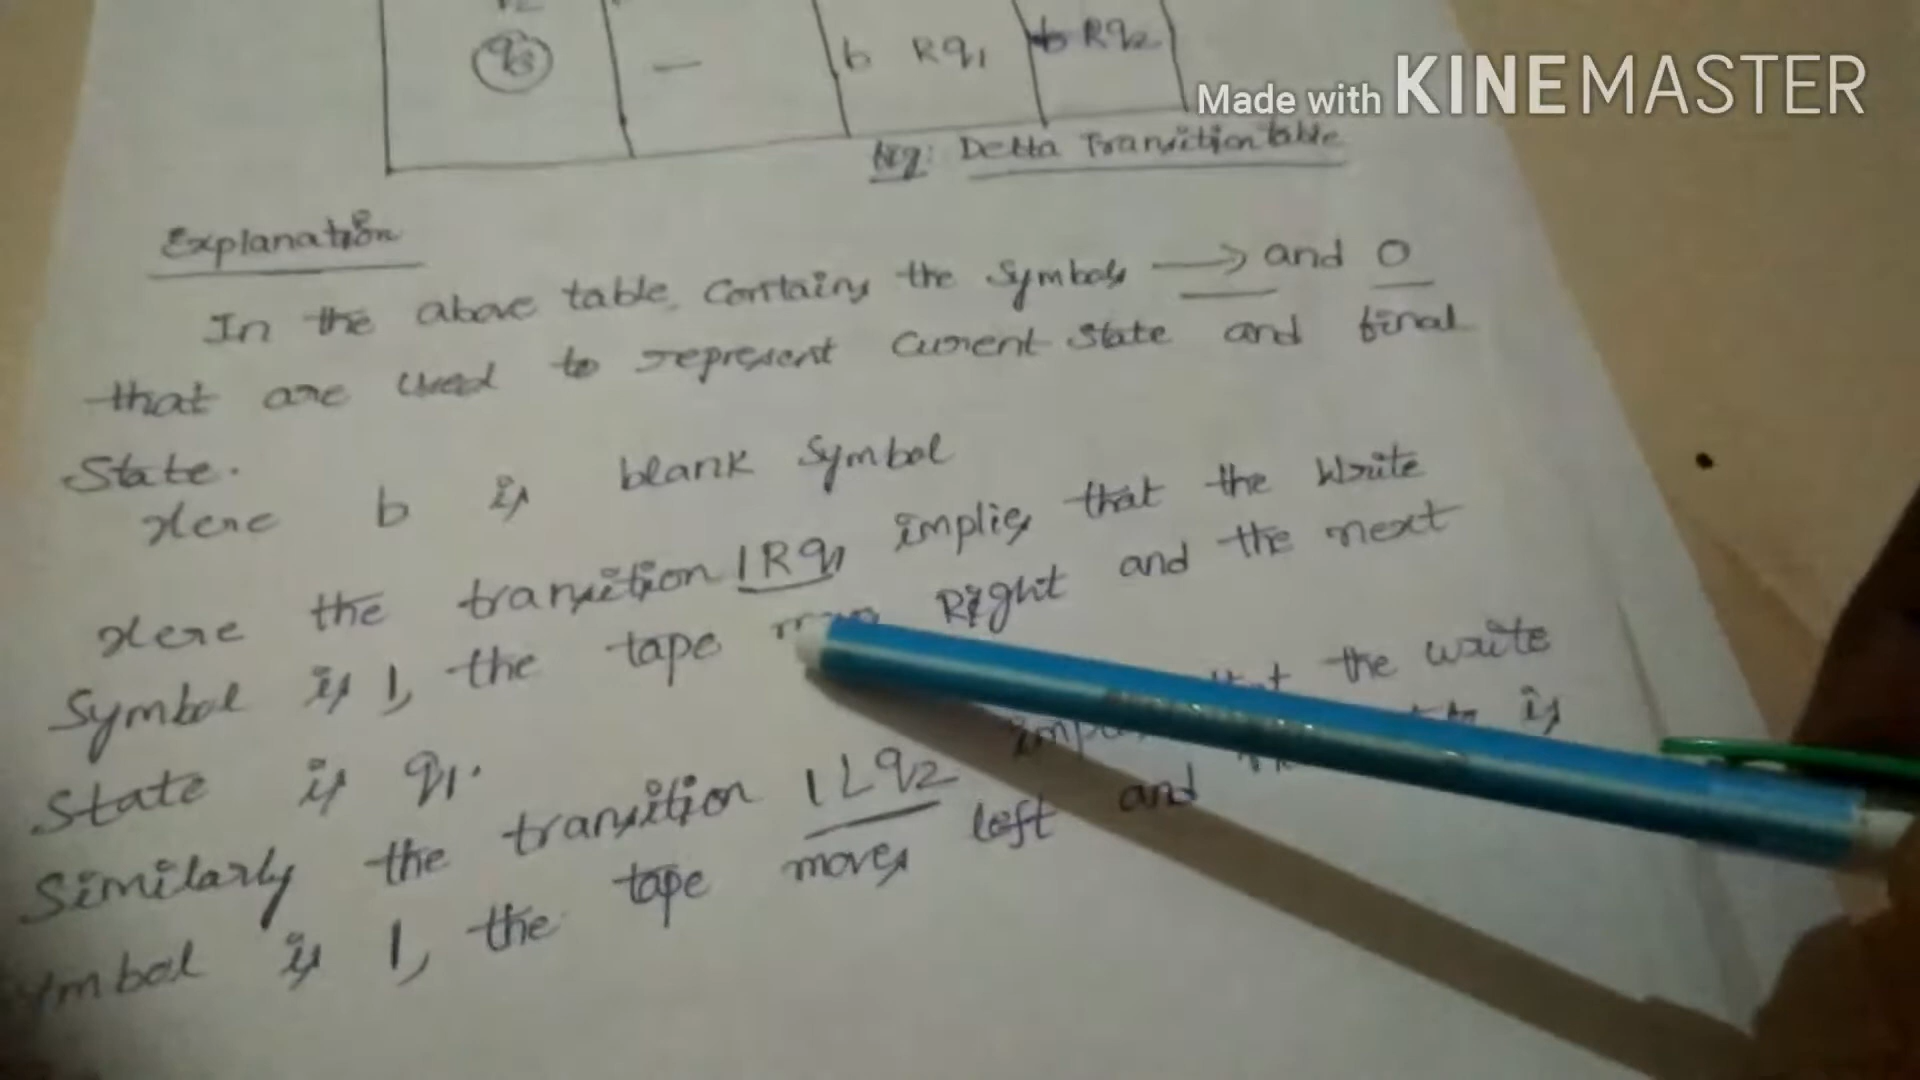 q3 — b Rq1 b Rq2
Made with KINEMASTER
Fig: Delta Transition table
Explanation
In the above table contains the symbols → and O
that are used to represent current state and final
State.
Here b is blank Symbol
Here the transition 1Rq1 implies that the write
Symbol is 1, the tape Right and the next
State is q1.
Similarly the transition 1Lq2 the write
symbol is 1, the tape moves left and is